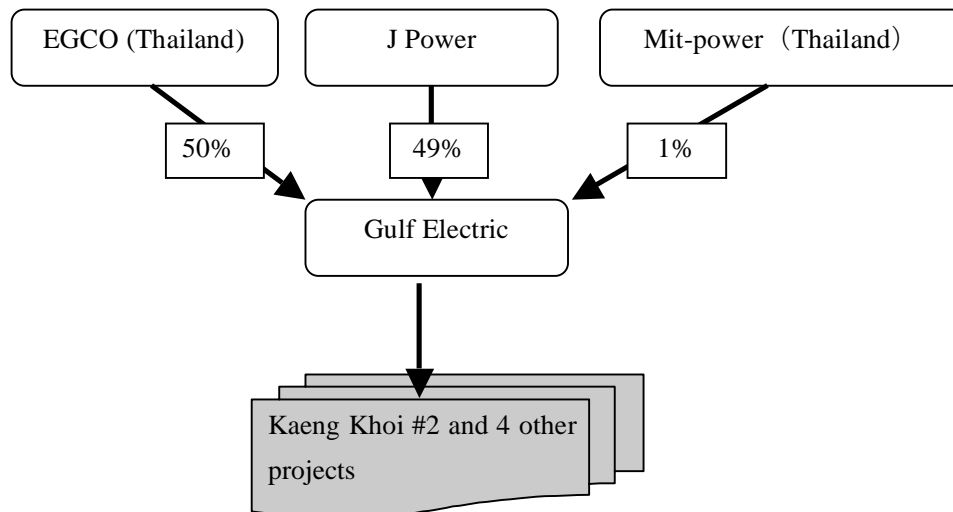 EGCO (Thailand)
J Power
Mit-power（Thailand）
50%
49%
1%
Gulf Electric
Kaeng Khoi #2 and 4 other
projects